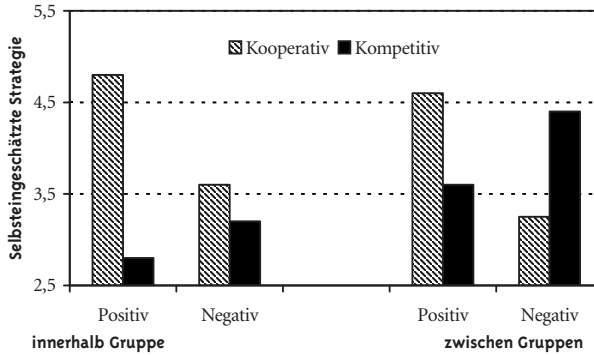 5,5
Kooperativ Kompetitiv
4,5
3,5
2,5
Selbsteingeschätzte Strategie
Positiv Negativ Positiv Negativ
innerhalb Gruppe zwischen Gruppen